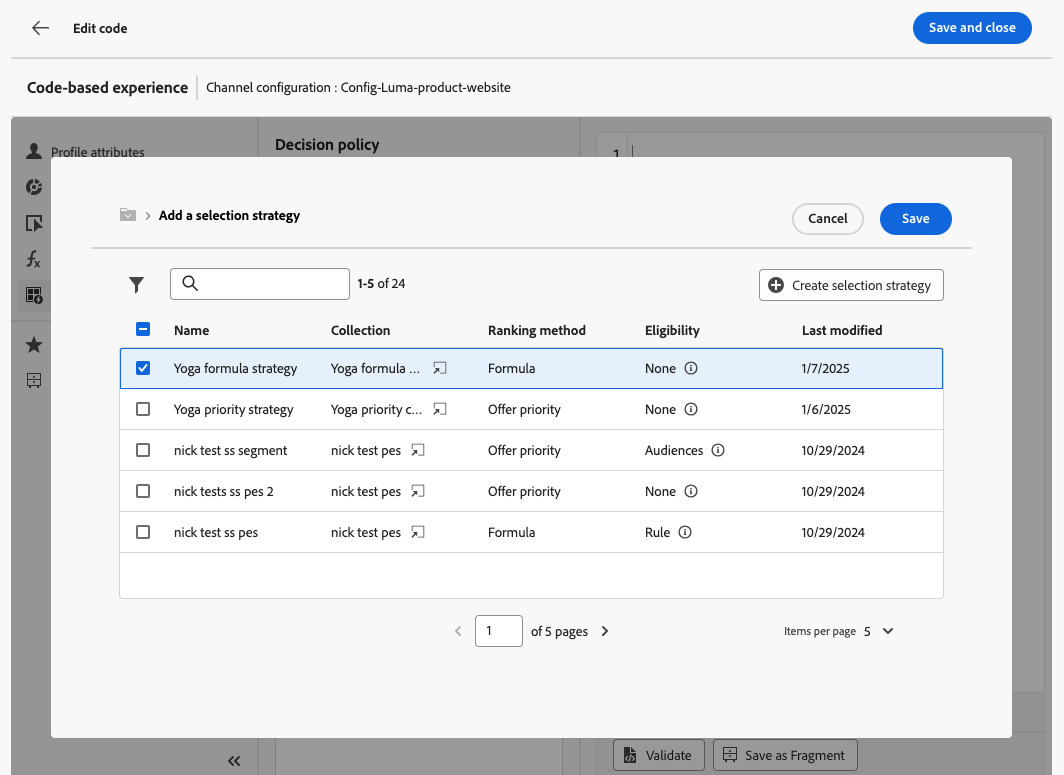 Edit code
Save and close
Code-based experience Channel configuration : Config-Luma-product-website
Profile attributes
Decision policy
1
Add a selection strategy
Cancel
Save
1-5 of 24
Create selection strategy
Name Collection Ranking method Eligibility Last modified
Yoga formula strategy Yoga formula ... Formula None 1/7/2025
Yoga priority strategy Yoga priority c... Offer priority None 1/6/2025
nick test ss segment nick test pes Offer priority Audiences 10/29/2024
nick tests ss pes 2 nick test pes Offer priority None 10/29/2024
nick test ss pes nick test pes Formula Rule 10/29/2024
1 of 5 pages
Items per page 5
Validate
Save as Fragment